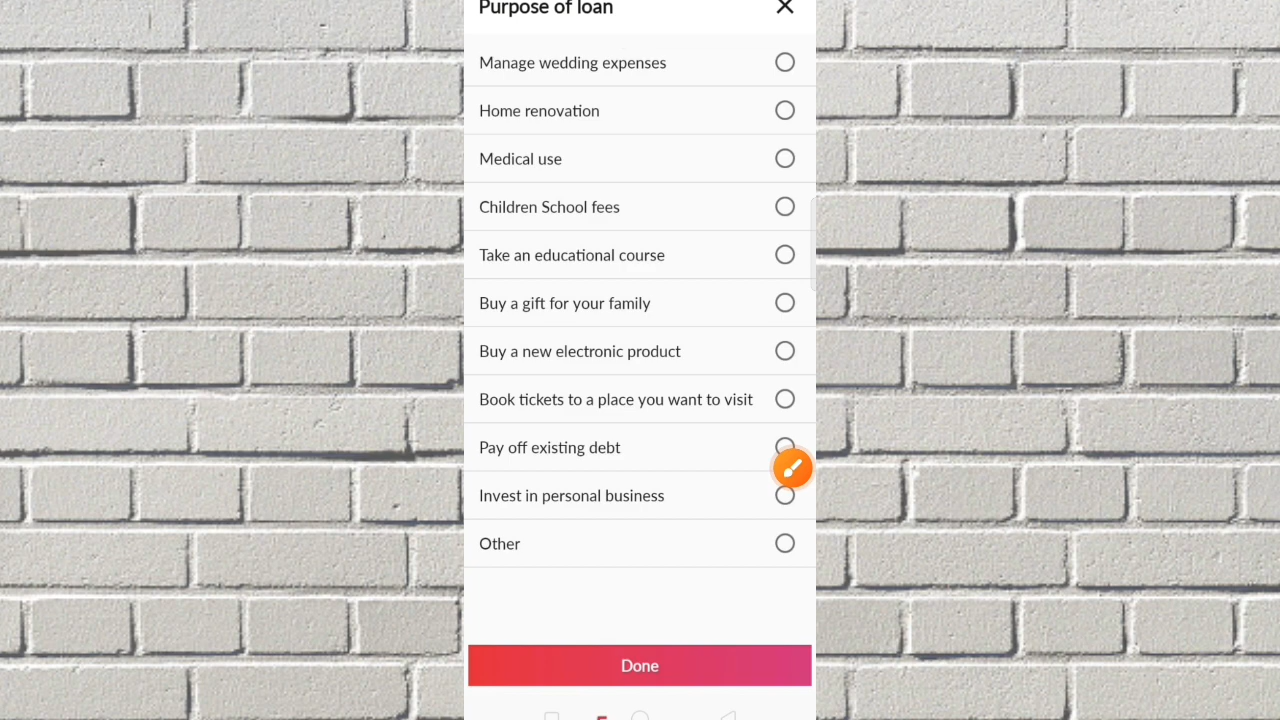 Purpose of loan
Manage wedding expenses
Home renovation
Medical use
Children School fees
Take an educational course
Buy a gift for your family
Buy a new electronic product
Book tickets to a place you want to visit
Pay off existing debt
Invest in personal business
Other
Done